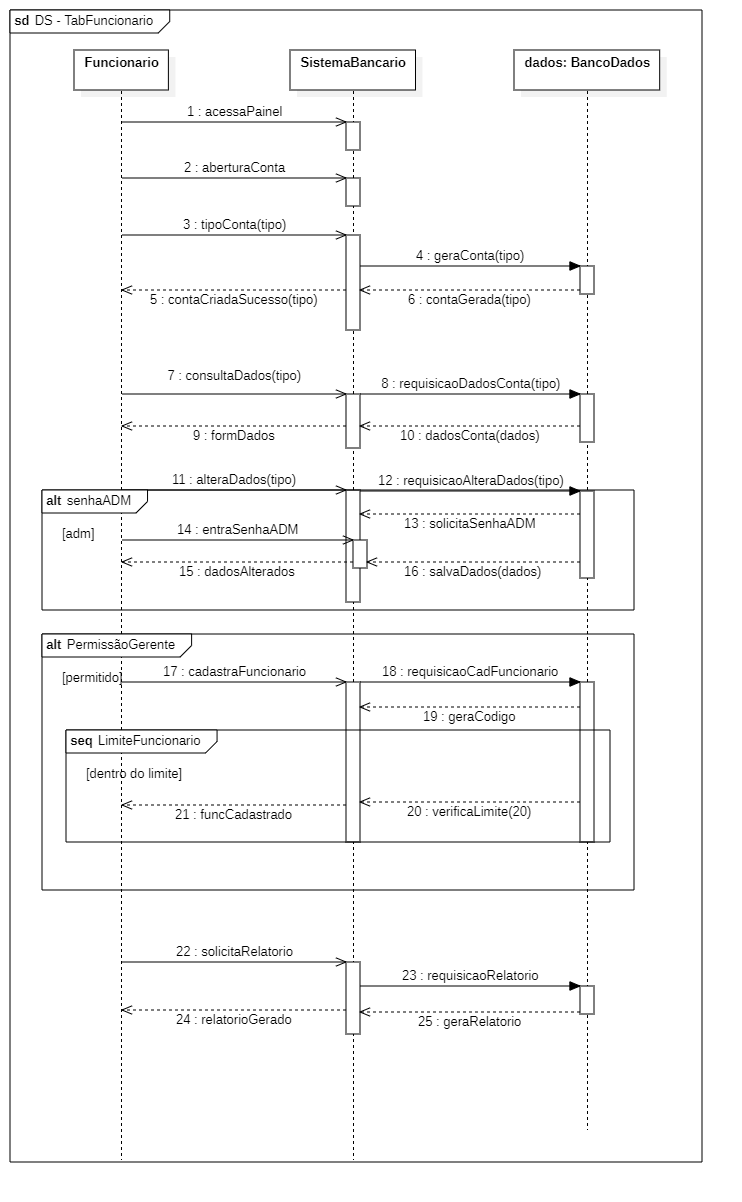 sd DS - TabFuncionario
Funcionario
SistemaBancario
dados: BancoDados
1 : acessaPainel
2 : aberturaConta
3 : tipoConta(tipo)
4 : geraConta(tipo)
5 : contaCriadaSucesso(tipo)
6 : contaGerada(tipo)
7 : consultaDados(tipo)
8 : requisicaoDadosConta(tipo)
9 : formDados
10 : dadosConta(dados)
11 : alteraDados(tipo)
12 : requisicaoAlteraDados(tipo)
alt senhaADM
13 : solicitaSenhaADM
[adm]
14 : entraSenhaADM
15 : dadosAlterados
16 : salvaDados(dados)
alt PermissãoGerente
[permitido]
17 : cadastraFuncionario
18 : requisicaoCadFuncionario
19 : geraCodigo
seq LimiteFuncionario
[dentro do limite]
20 : verificaLimite(20)
21 : funcCadastrado
22 : solicitaRelatorio
23 : requisicaoRelatorio
24 : relatorioGerado
25 : geraRelatorio